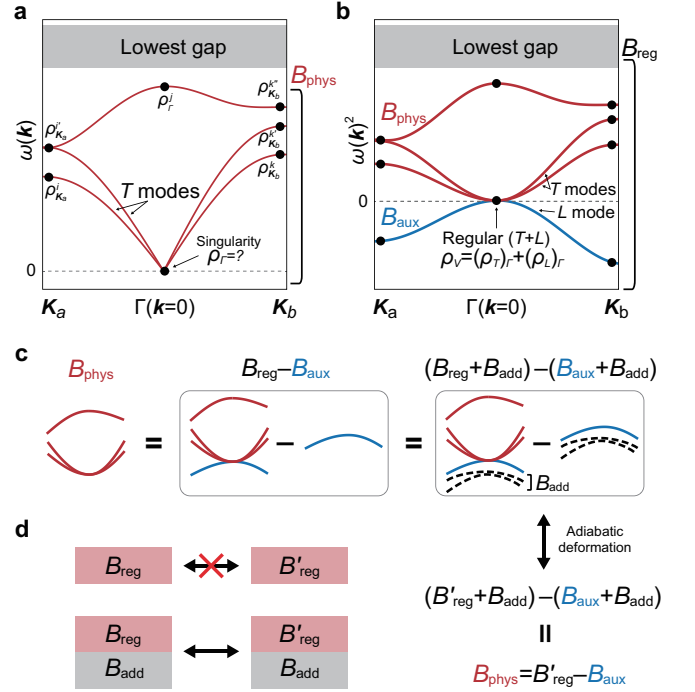 a
Lowest gap
B_phys
ρ^j_Γ
ρ^{k''}_{K_b}
ρ^{i'}_{K_a}
ρ^{k'}_{K_b}
ω(k)
ρ^k_{K_b}
ρ^i_{K_a}
T modes
Singularity
ρ_Γ=?
0
K_a
Γ(k=0)
K_b
b
Lowest gap
B_reg
B_phys
ω(k)^2
T modes
0
L mode
B_aux
Regular (T+L)
ρ_V=(ρ_T)_Γ+(ρ_L)_Γ
K_a
Γ(k=0)
K_b
c
B_phys
B_reg–B_aux
(B_reg+B_add)–(B_aux+B_add)
=
–
=
–
B_add
Adiabatic
deformation
(B'_reg+B_add)–(B_aux+B_add)
=
B_phys=B'_reg–B_aux
d
B_reg
B'_reg
B_reg
B'_reg
B_add
B_add